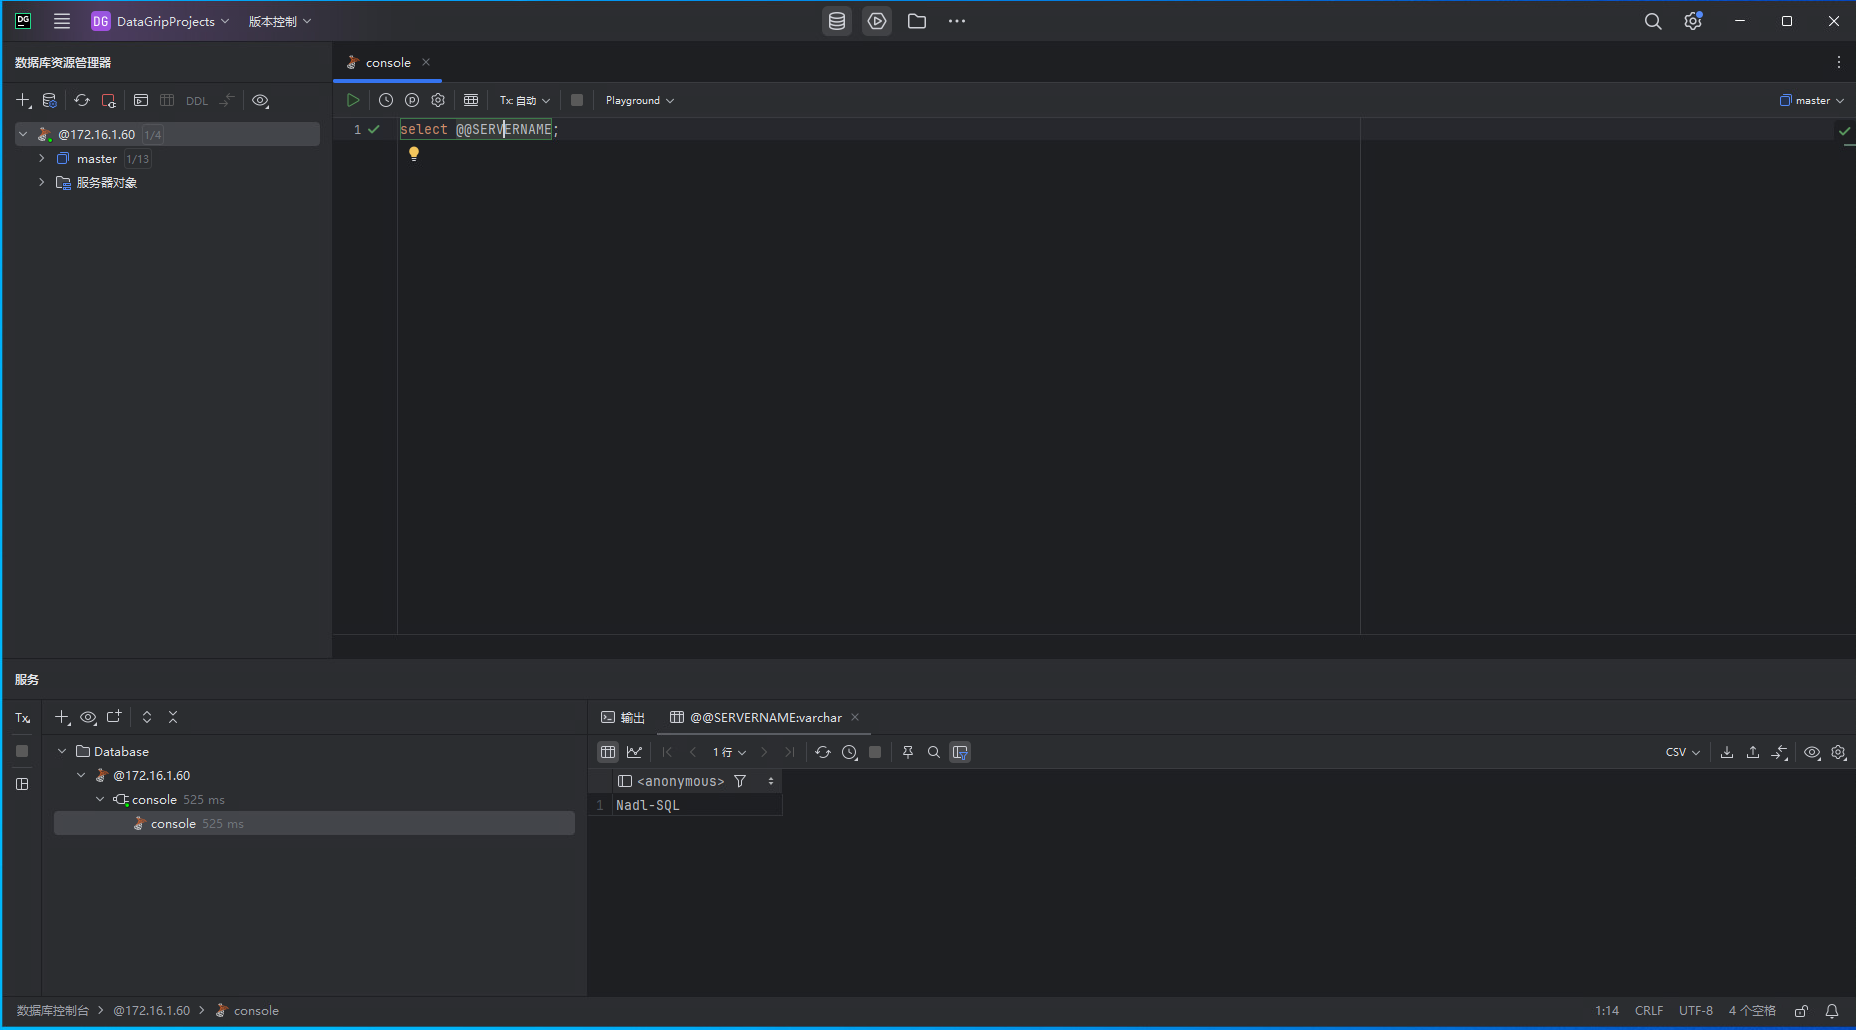 DG DG DataGripProjects 版本控制
数据库资源管理器
console
DDL
Tx: 自动 Playground master
@172.16.1.60 1/4
master 1/13
服务器对象
1 select @@SERVERNAME;
服务
Tx
输出 @@SERVERNAME:varchar
Database
@172.16.1.60
console 525 ms
console 525 ms
1 行 CSV
<anonymous>
1 Nadl-SQL
数据库控制台 @172.16.1.60 console
1:14 CRLF UTF-8 4 个空格